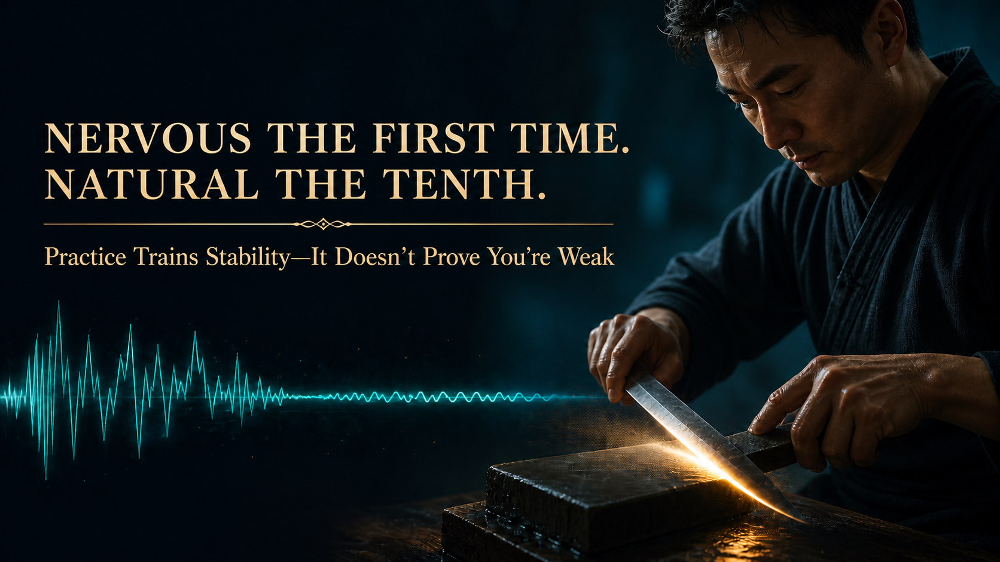 NERVOUS THE FIRST TIME.
NATURAL THE TENTH.
Practice Trains Stability—It Doesn’t Prove You’re Weak